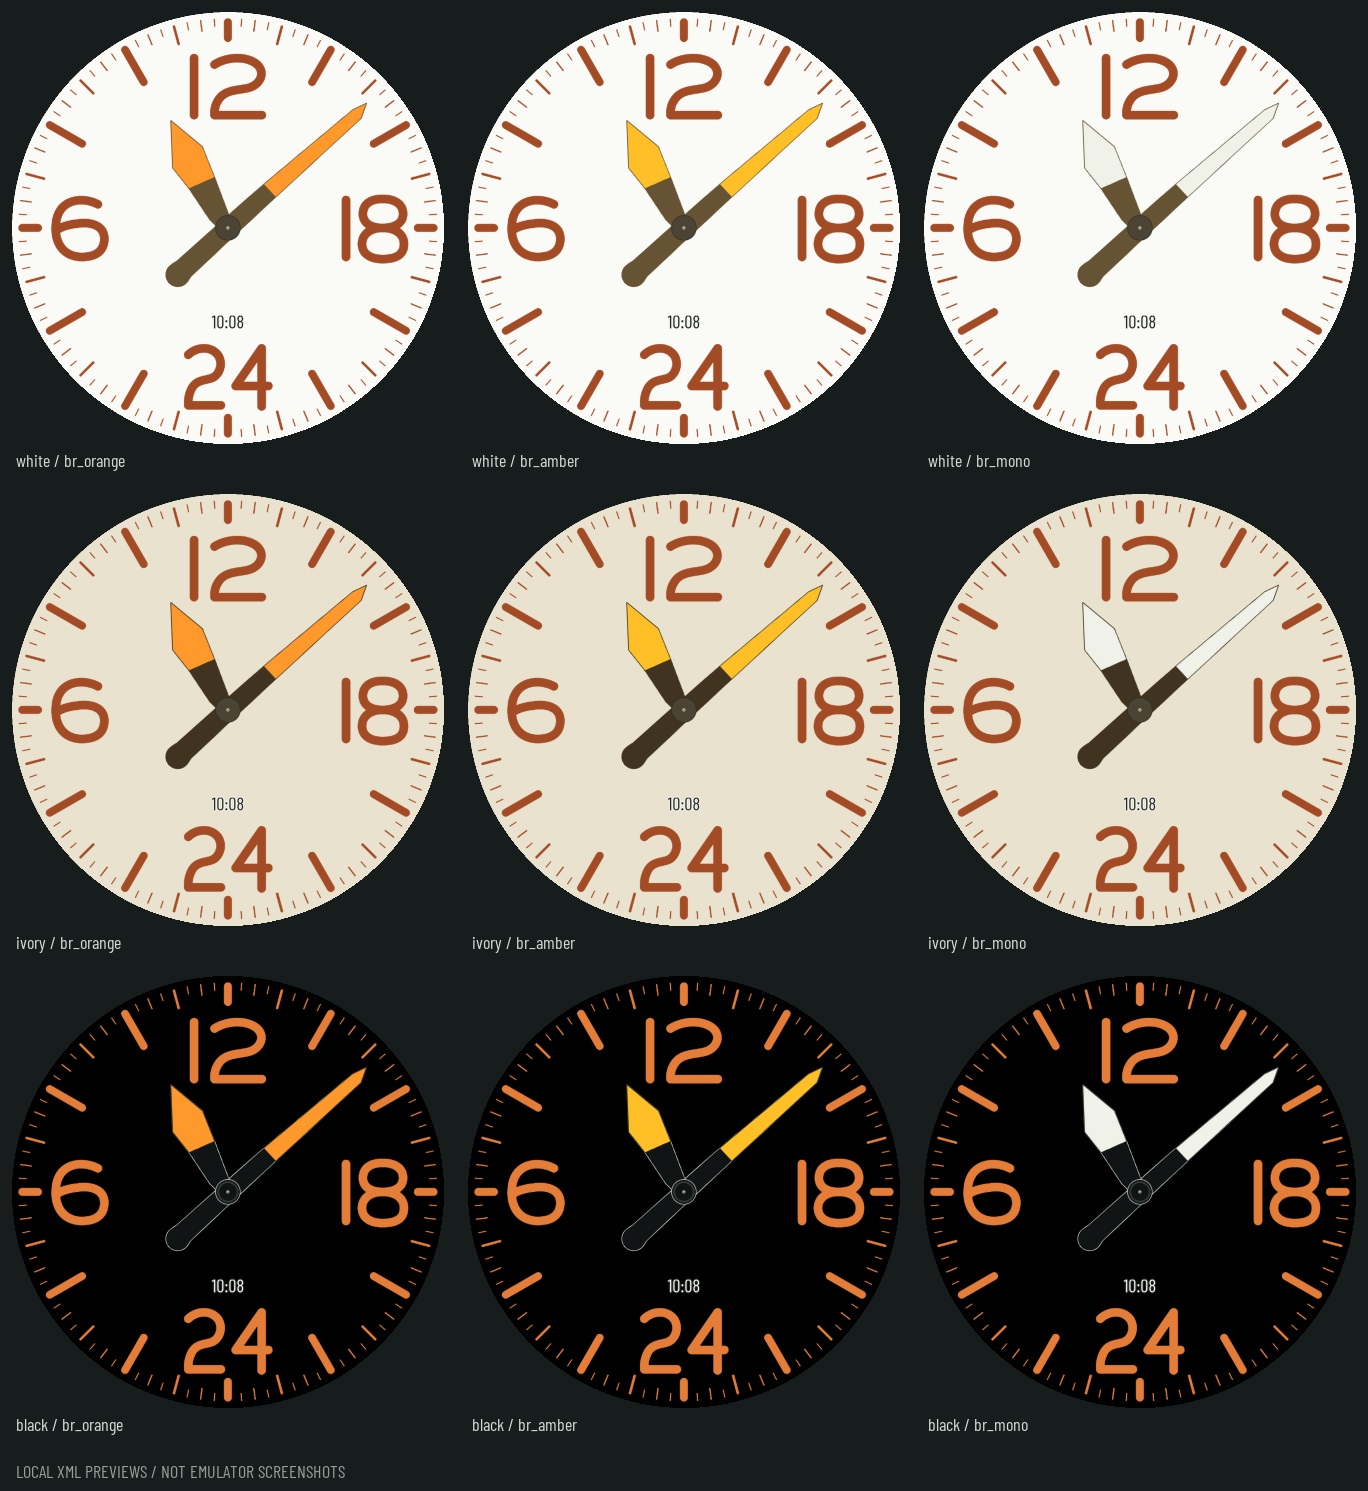 12 12 12
6 18 6 18 6 18
10:08 10:08 10:08
24 24 24
white / br_orange white / br_amber white / br_mono
12 12 12
6 18 6 18 6 18
10:08 10:08 10:08
24 24 24
ivory / br_orange ivory / br_amber ivory / br_mono
12 12 12
6 18 6 18 6 18
10:08 10:08 10:08
24 24 24
black / br_orange black / br_amber black / br_mono
LOCAL XML PREVIEWS / NOT EMULATOR SCREENSHOTS